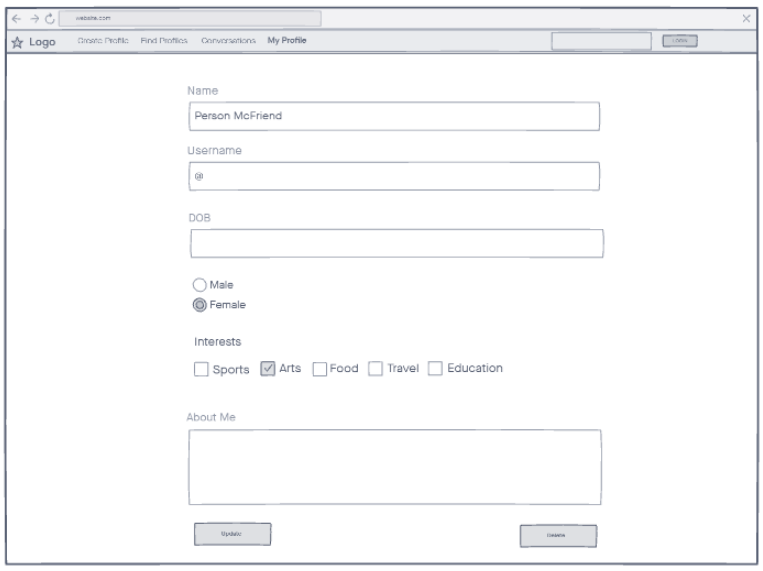 website.com
Logo Create Profile Find Profiles Conversations My Profile LOGIN
Name
Person McFriend
Username
@
DOB
Male
Female
Interests
Sports Arts Food Travel Education
About Me
Update Delete